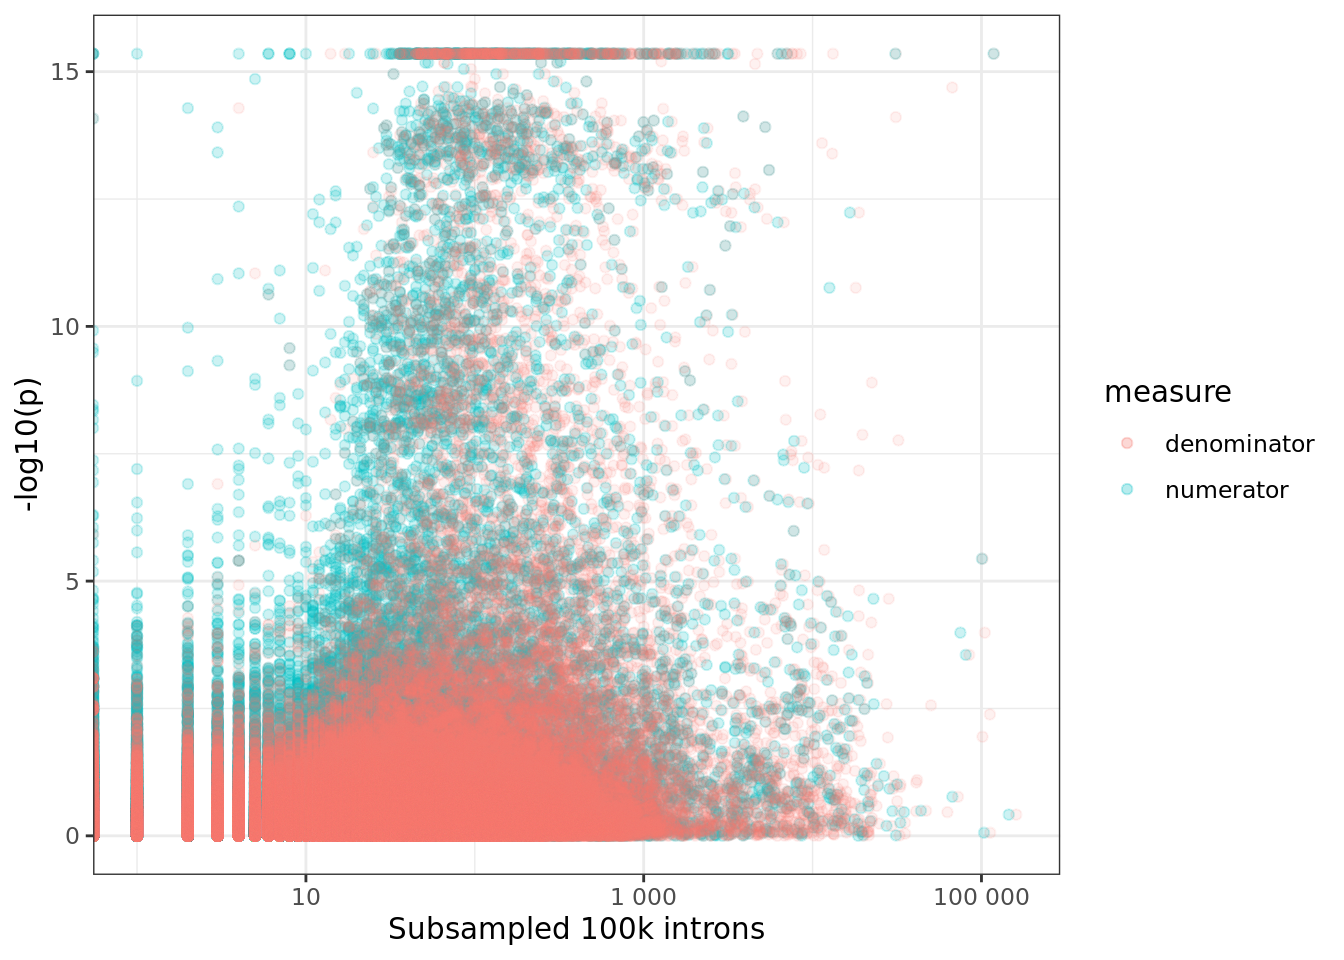 15
10
5
0
-log10(p)
10
1 000
100 000
Subsampled 100k introns
measure
denominator
numerator